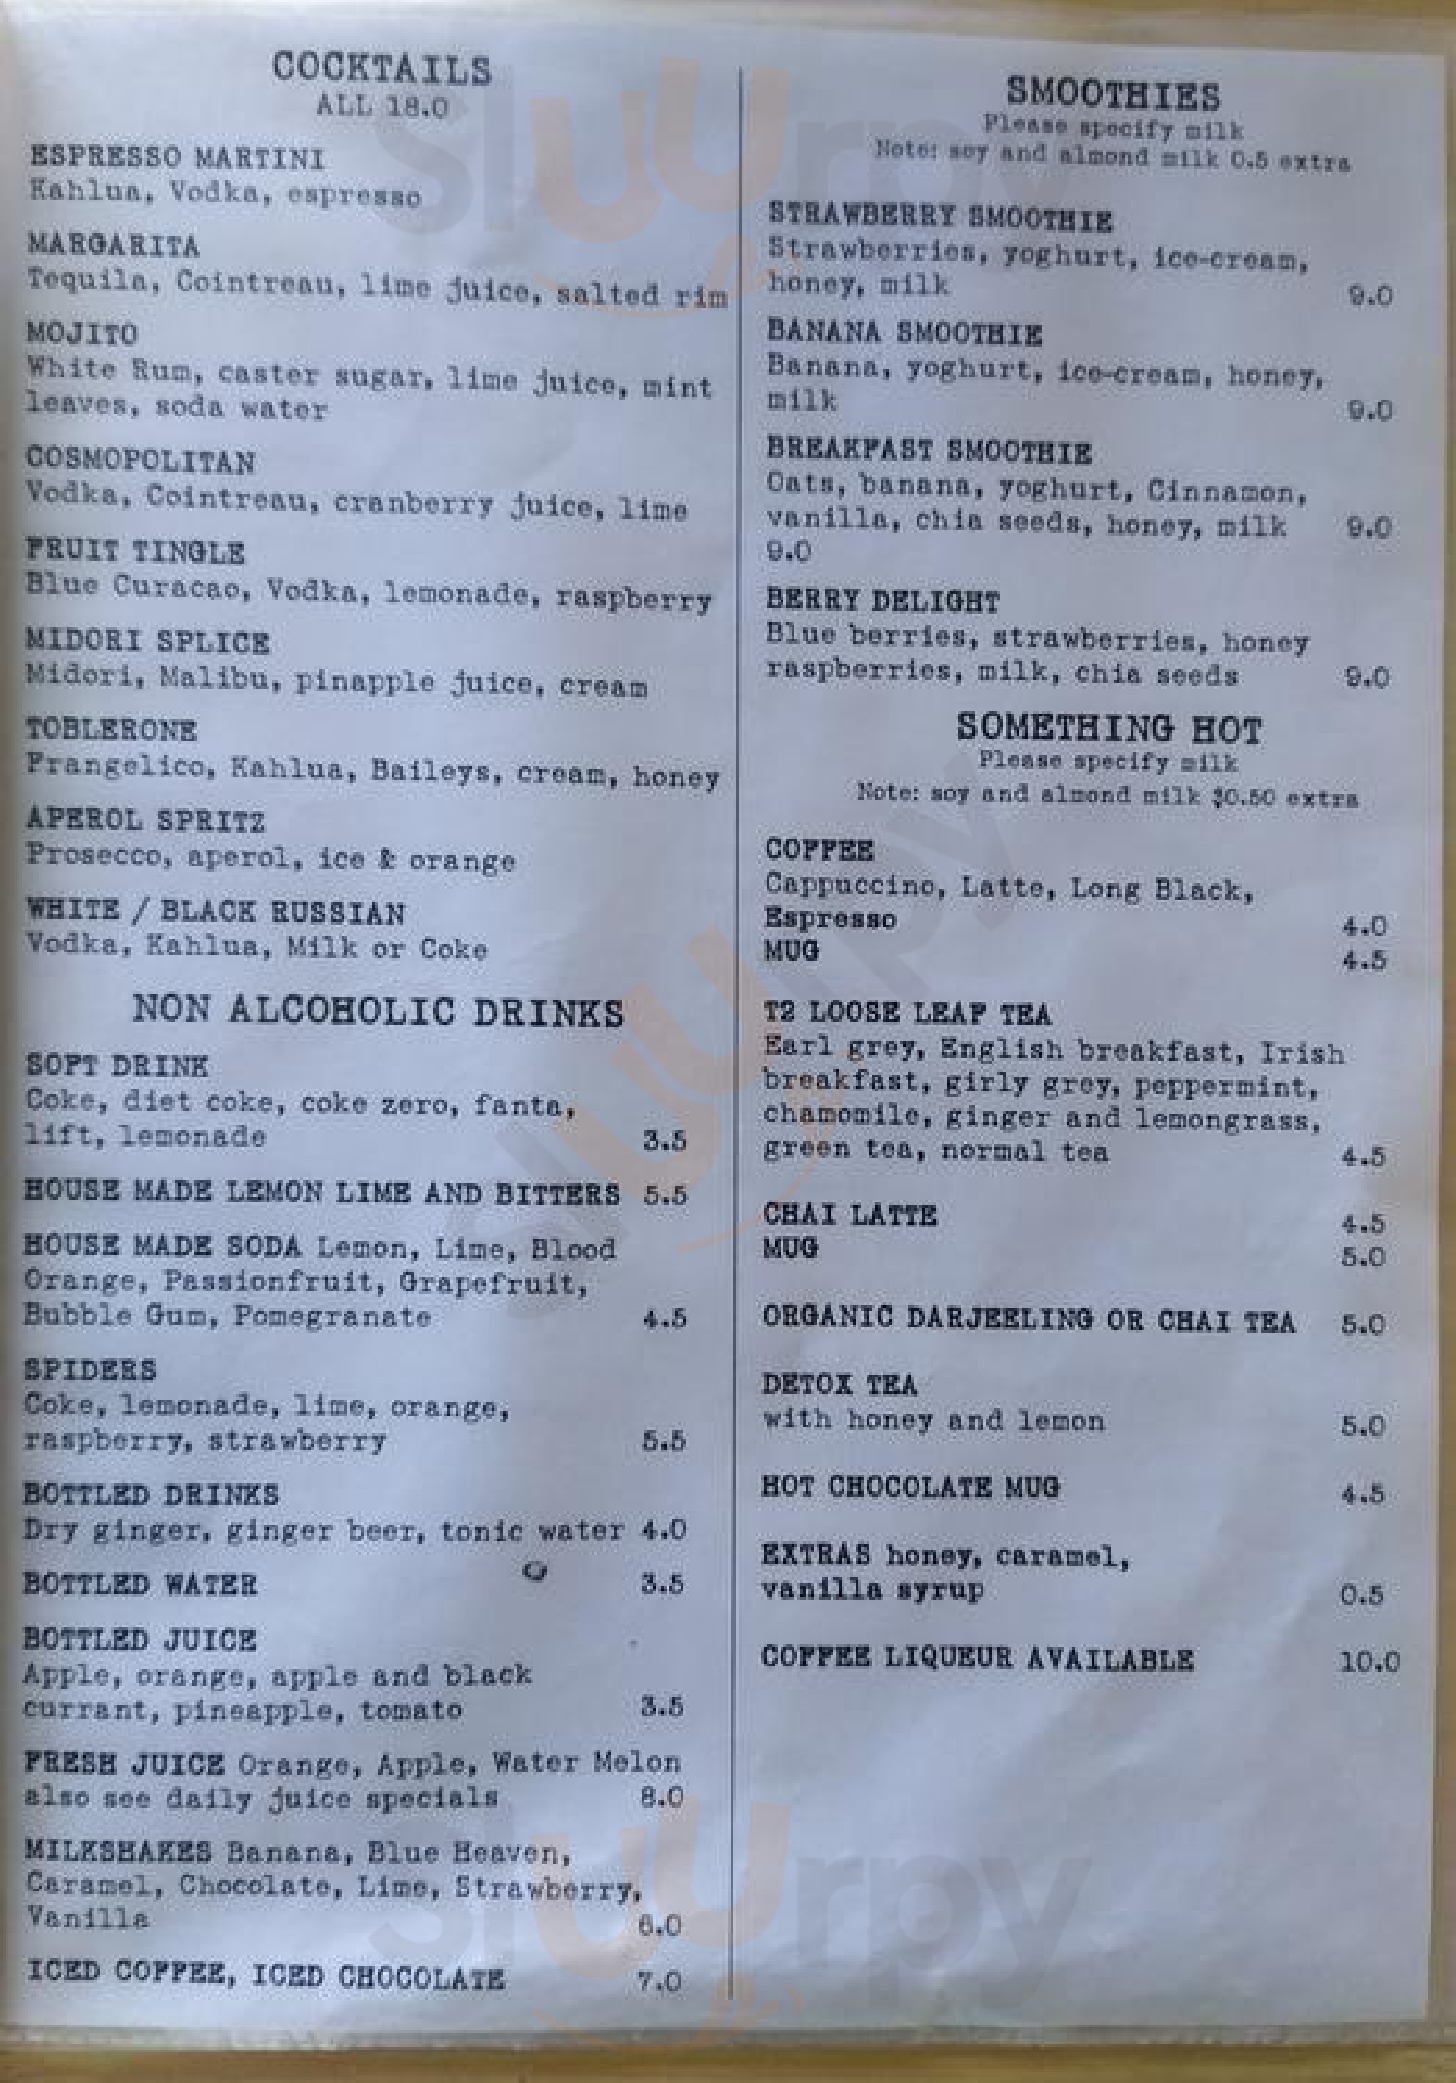 COCKTAILS
ALL 18.0
ESPRESSO MARTINI
Kahlua, Vodka, espresso
MARGARITA
Tequila, Cointreau, lime juice, salted rim
MOJITO
White Rum, caster sugar, lime juice, mint
leaves, soda water
COSMOPOLITAN
Vodka, Cointreau, cranberry juice, lime
FRUIT TINGLE
Blue Curacao, Vodka, lemonade, raspberry
MIDORI SPLICE
Midori, Malibu, pinapple juice, cream
TOBLERONE
Frangelico, Kahlua, Baileys, cream, honey
APEROL SPRITZ
Prosecco, aperol, ice & orange
WHITE / BLACK RUSSIAN
Vodka, Kahlua, Milk or Coke
NON ALCOHOLIC DRINKS
SOFT DRINK
Coke, diet coke, coke zero, fanta,
lift, lemonade 3.5
HOUSE MADE LEMON LIME AND BITTERS 5.5
HOUSE MADE SODA Lemon, Lime, Blood
Orange, Passionfruit, Grapefruit,
Bubble Gum, Pomegranate 4.5
SPIDERS
Coke, lemonade, lime, orange,
raspberry, strawberry 5.5
BOTTLED DRINKS
Dry ginger, ginger beer, tonic water 4.0
BOTTLED WATER 3.5
BOTTLED JUICE
Apple, orange, apple and black
currant, pineapple, tomato 3.5
FRESH JUICE Orange, Apple, Water Melon
also see daily juice specials 8.0
MILKSHAKES Banana, Blue Heaven,
Caramel, Chocolate, Lime, Strawberry,
Vanilla 6.0
ICED COFFEE, ICED CHOCOLATE 7.0
SMOOTHIES
Please specify milk
Note: soy and almond milk 0.5 extra
STRAWBERRY SMOOTHIE
Strawberries, yoghurt, ice-cream,
honey, milk 9.0
BANANA SMOOTHIE
Banana, yoghurt, ice-cream, honey,
milk 9.0
BREAKFAST SMOOTHIE
Oats, banana, yoghurt, Cinnamon,
vanilla, chia seeds, honey, milk 9.0
9.0
BERRY DELIGHT
Blue berries, strawberries, honey
raspberries, milk, chia seeds 9.0
SOMETHING HOT
Please specify milk
Note: soy and almond milk $0.50 extra
COFFEE
Cappuccino, Latte, Long Black,
Espresso 4.0
MUG 4.5
T2 LOOSE LEAF TEA
Earl grey, English breakfast, Irish
breakfast, girly grey, peppermint,
chamomile, ginger and lemongrass,
green tea, normal tea 4.5
CHAI LATTE 4.5
MUG 5.0
ORGANIC DARJEELING OR CHAI TEA 5.0
DETOX TEA
with honey and lemon 5.0
HOT CHOCOLATE MUG 4.5
EXTRAS honey, caramel,
vanilla syrup 0.5
COFFEE LIQUEUR AVAILABLE 10.0
sluurpy
sluurpy
sluurpy